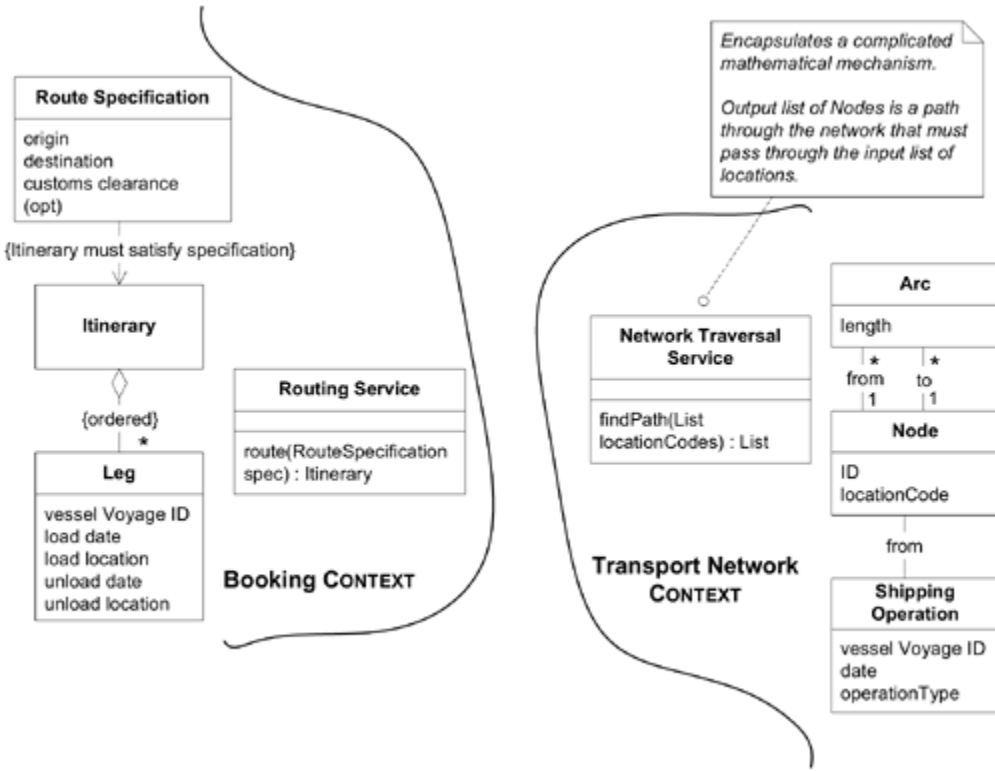 Route Specification
origin
destination
customs clearance
(opt)
{Itinerary must satisfy specification}
Itinerary
{ordered}
*
Leg
vessel Voyage ID
load date
load location
unload date
unload location
Routing Service
route(RouteSpecification
spec) : Itinerary
Booking CONTEXT
Encapsulates a complicated
mathematical mechanism.
Output list of Nodes is a path
through the network that must
pass through the input list of
locations.
Network Traversal
Service
findPath(List
locationCodes) : List
Transport Network
CONTEXT
Arc
length
* *
from to
1 1
Node
ID
locationCode
from
Shipping
Operation
vessel Voyage ID
date
operationType